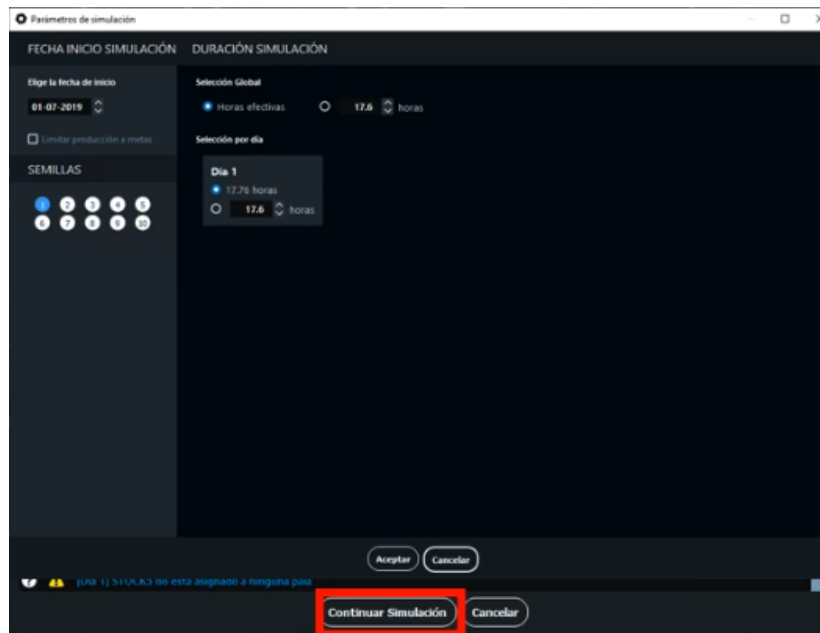 Parámetros de simulación
FECHA INICIO SIMULACIÓN DURACIÓN SIMULACIÓN
Elige la fecha de inicio Selección Global
01-07-2019 Horas efectivas 17.6 horas
Limitar producción a metas Selección por día
SEMILLAS
Día 1
17.76 horas
17.6 horas
1 2 3 4 5
6 7 8 9 10
Aceptar Cancelar
[Día 1] STOCKS no está asignado a ninguna pala
Continuar Simulación Cancelar